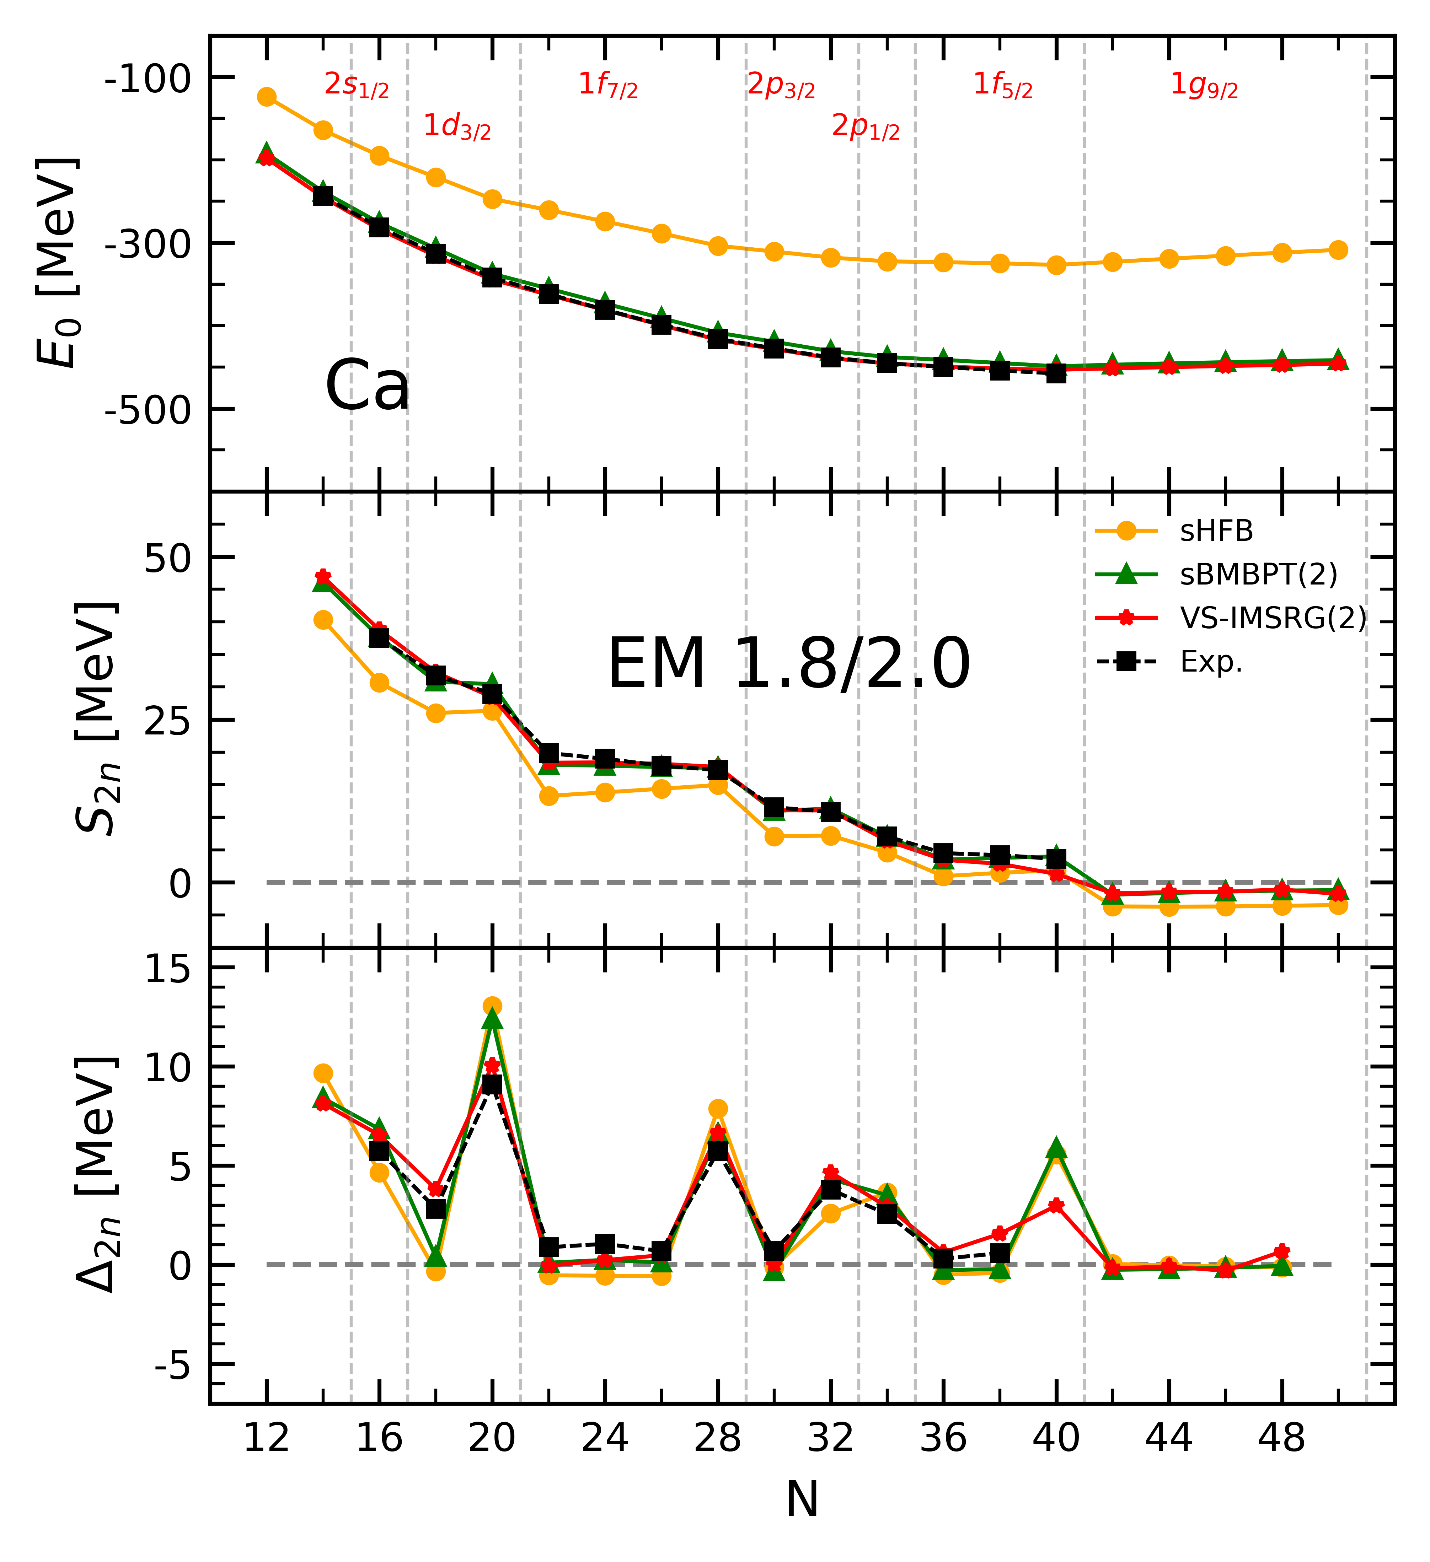 -100
-300
-500
E₀ [MeV]
2s₁/₂
1d₃/₂
1f₇/₂
2p₃/₂
2p₁/₂
1f₅/₂
1g₉/₂
Ca
50
25
0
S₂ₙ [MeV]
EM 1.8/2.0
sHFB
sBMBPT(2)
VS-IMSRG(2)
Exp.
15
10
5
0
-5
Δ₂ₙ [MeV]
12 16 20 24 28 32 36 40 44 48
N